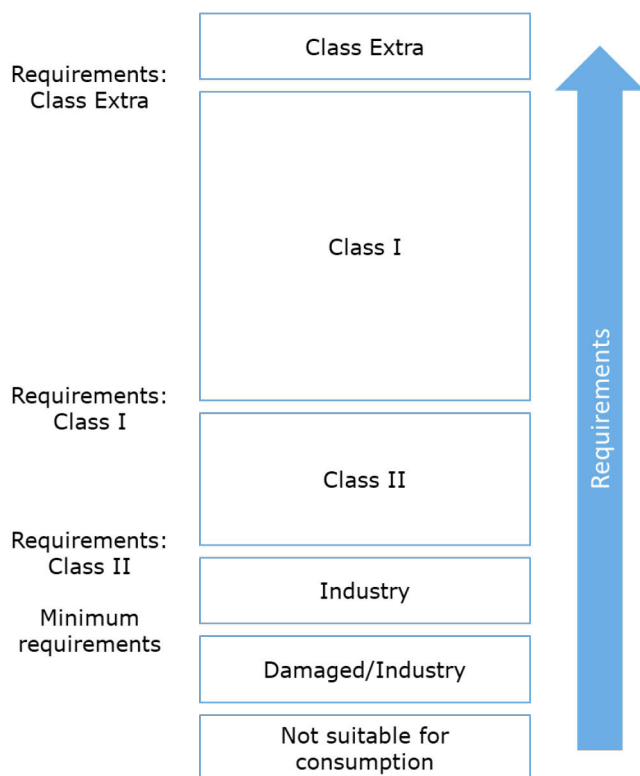 Class Extra
Requirements:
Class Extra
Class I
Requirements:
Class I
Class II
Requirements:
Class II
Industry
Minimum
requirements
Damaged/Industry
Not suitable for
consumption
Requirements